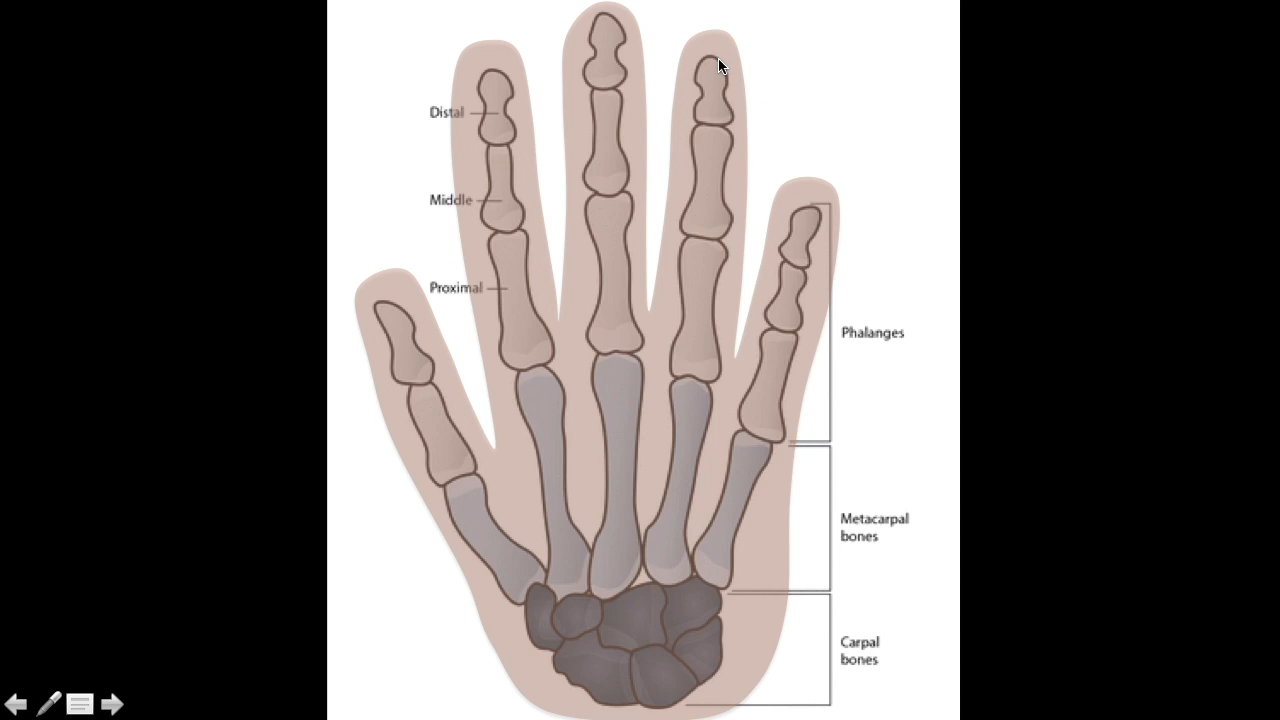 Distal
Middle
Proximal
Phalanges
Metacarpal
bones
Carpal
bones